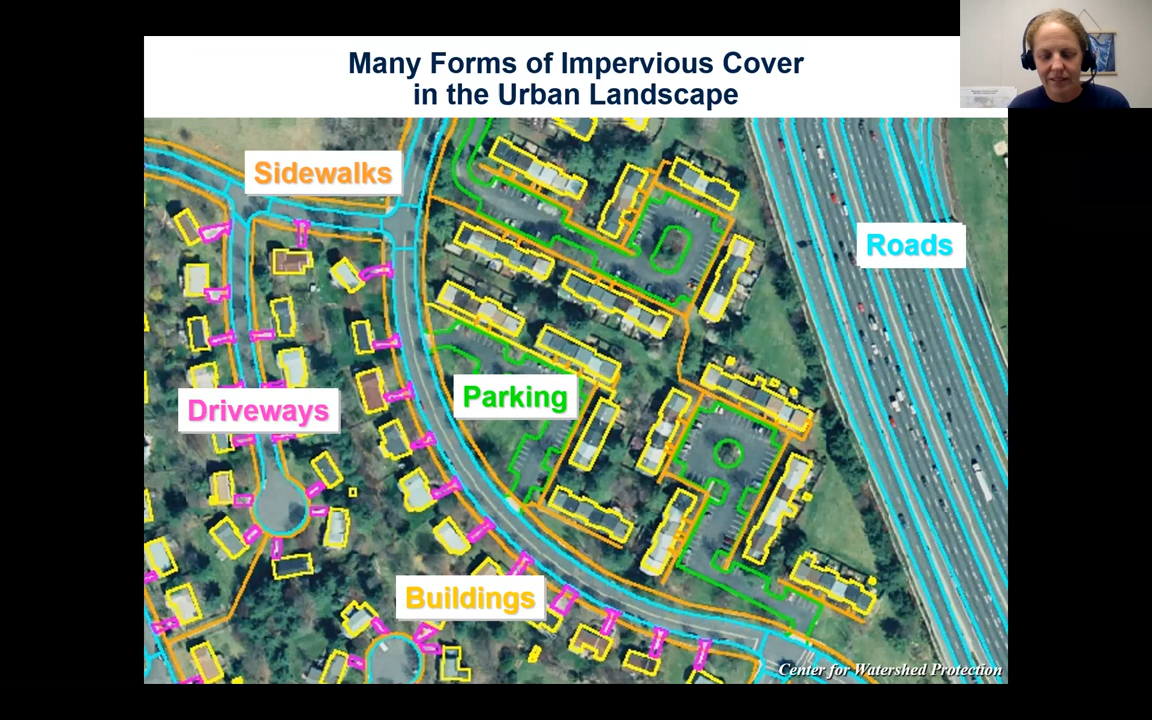 Many Forms of Impervious Cover
in the Urban Landscape
Sidewalks
Roads
Driveways
Parking
Buildings
Center for Watershed Protection